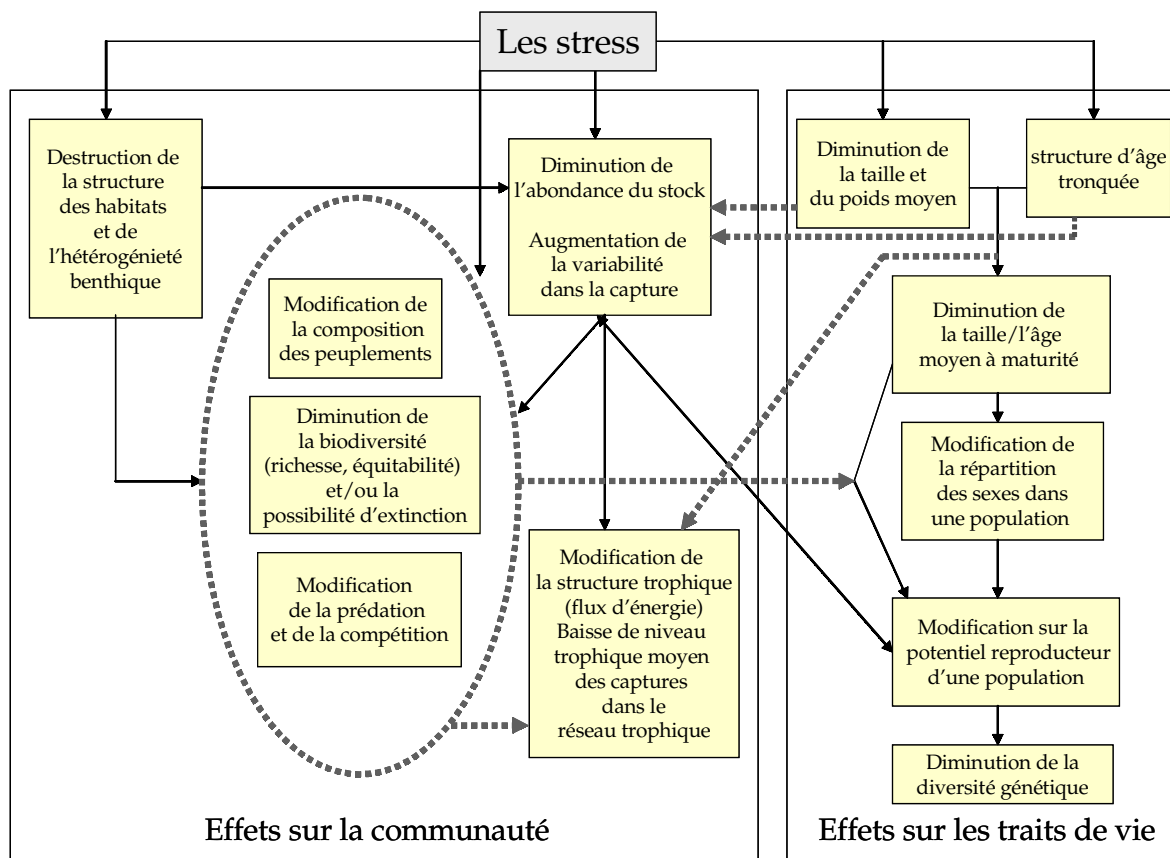 Les stress
Destruction de
la structure
des habitats
et de
l'hétérogénieté
benthique
Diminution de
l'abondance du stock
Augmentation de
la variabilité
dans la capture
Modification de
la composition
des peuplements
Diminution de
la biodiversité
(richesse, équitabilité)
et/ou la
possibilité d'extinction
Modification
de la prédation
et de la compétition
Modification de
la structure trophique
(flux d'énergie)
Baisse de niveau
trophique moyen
des captures
dans le
réseau trophique
Effets sur la communauté
Diminution de
la taille et
du poids moyen
structure d'âge
tronquée
Diminution de
la taille/l'âge
moyen à maturité
Modification de
la répartition
des sexes dans
une population
Modification sur la
potentiel reproducteur
d'une population
Diminution de la
diversité génétique
Effets sur les traits de vie